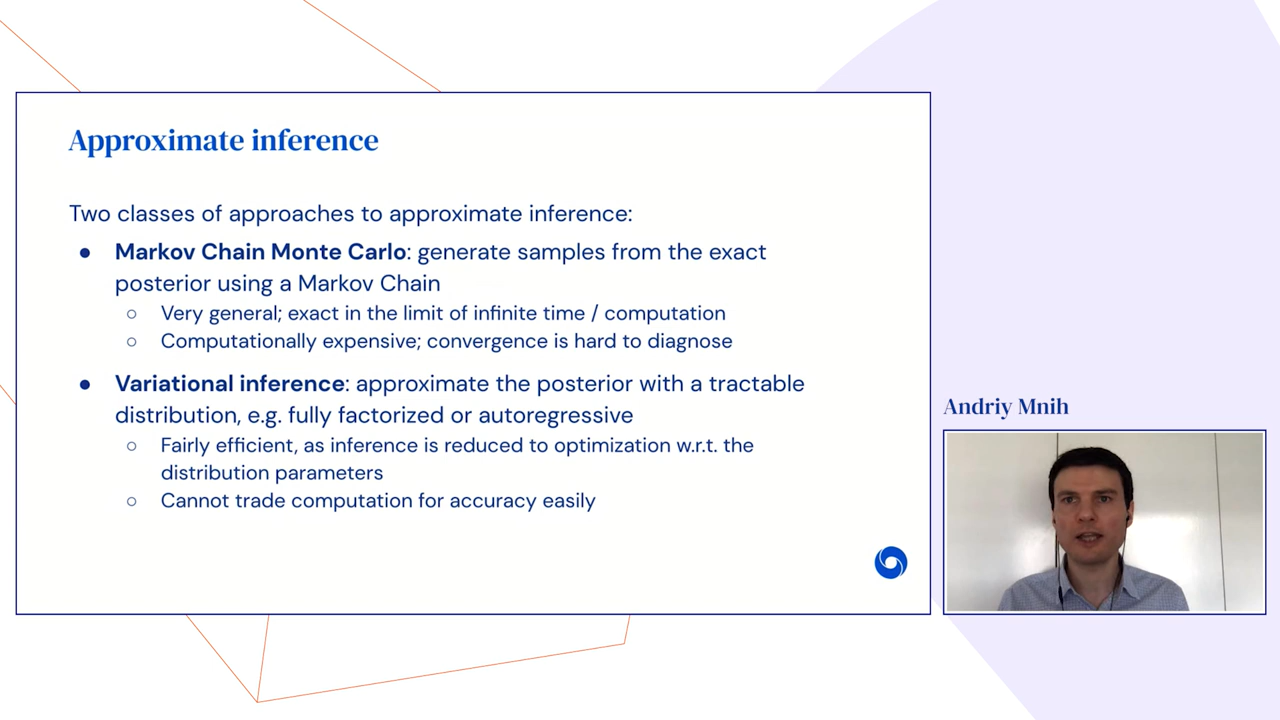 Approximate inference
Two classes of approaches to approximate inference:
● Markov Chain Monte Carlo: generate samples from the exact
posterior using a Markov Chain
○ Very general; exact in the limit of infinite time / computation
○ Computationally expensive; convergence is hard to diagnose
● Variational inference: approximate the posterior with a tractable
distribution, e.g. fully factorized or autoregressive
○ Fairly efficient, as inference is reduced to optimization w.r.t. the
distribution parameters
○ Cannot trade computation for accuracy easily
Andriy Mnih